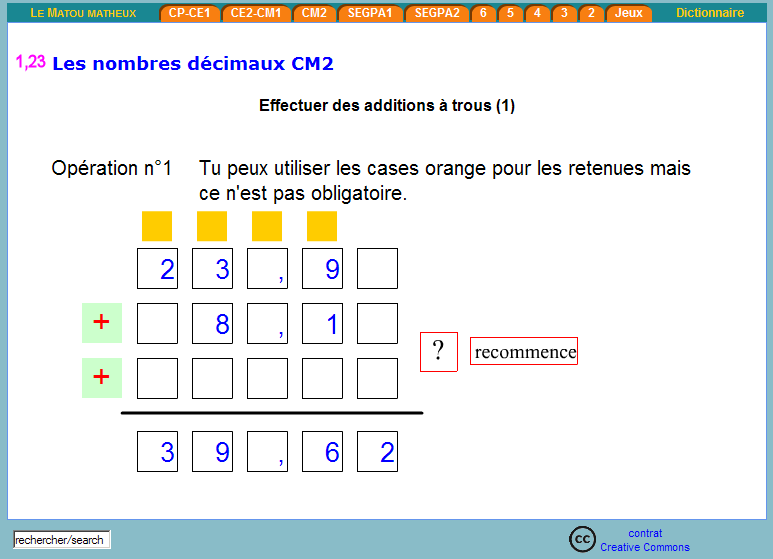 LE MATOU MATHEUX CP-CE1 CE2-CM1 CM2 SEGPA1 SEGPA2 6 5 4 3 2 Jeux Dictionnaire
1,23 Les nombres décimaux CM2
Effectuer des additions à trous (1)
Opération n°1 Tu peux utiliser les cases orange pour les retenues mais
ce n'est pas obligatoire.
2 3 , 9
+ 8 , 1
? recommence
+
3 9 , 6 2
rechercher/search
cc contrat
Creative Commons